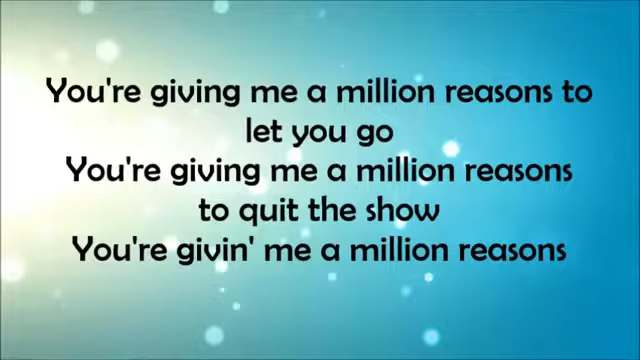 You're giving me a million reasons to
let you go
You're giving me a million reasons
to quit the show
You're givin' me a million reasons